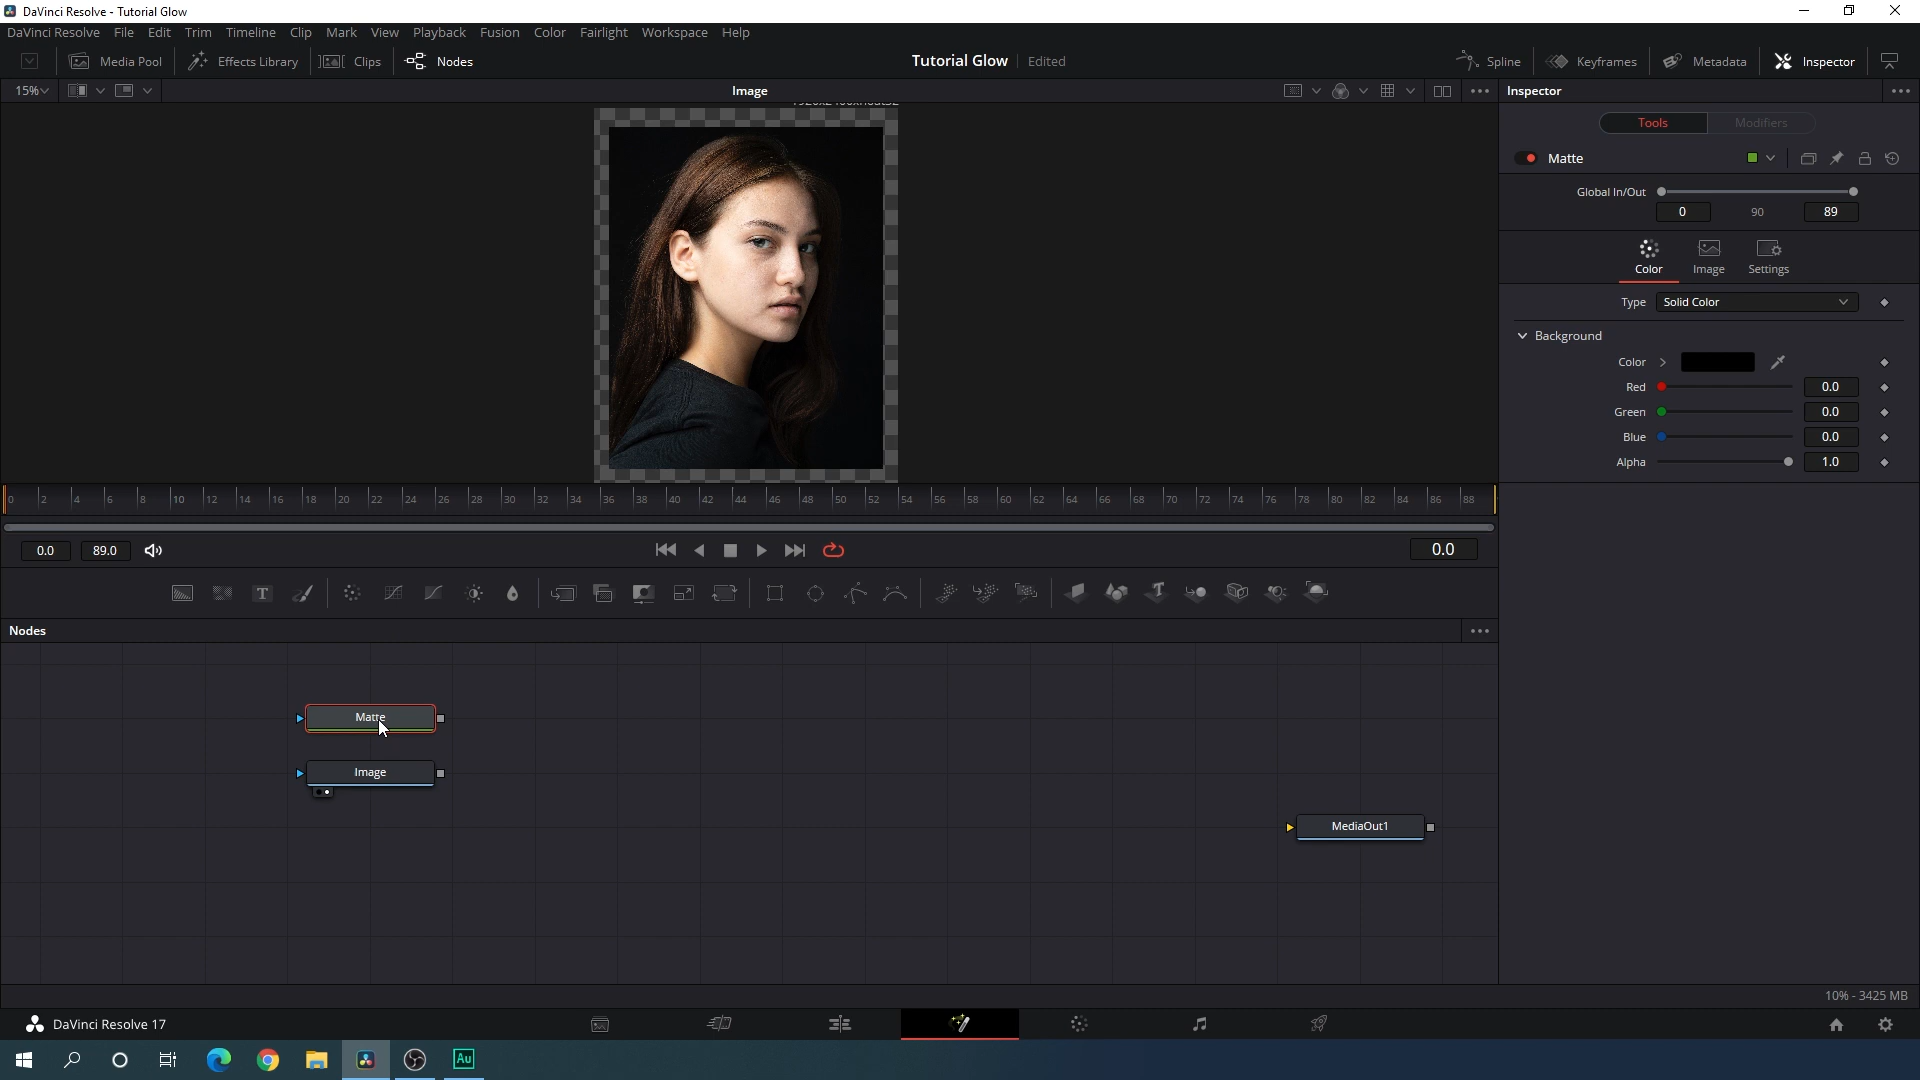 DaVinci Resolve - Tutorial Glow
DaVinci Resolve File Edit Trim Timeline Clip Mark View Playback Fusion Color Fairlight Workspace Help
Media Pool Effects Library Clips Nodes Tutorial Glow Edited Spline Keyframes Metadata Inspector
15% Image Inspector
Tools Modifiers
Matte
Global In/Out
0 90 89
Color Image Settings
Type Solid Color
Background
Color
Red 0.0
Green 0.0
Blue 0.0
Alpha 1.0
0 2 4 6 8 10 12 14 16 18 20 22 24 26 28 30 32 34 36 38 40 42 44 46 48 50 52 54 56 58 60 62 64 66 68 70 72 74 76 78 80 82 84 86 88
0.0 89.0 0.0
T T
Nodes
Matte
Image
MediaOut1
10% - 3425 MB
DaVinci Resolve 17
Au